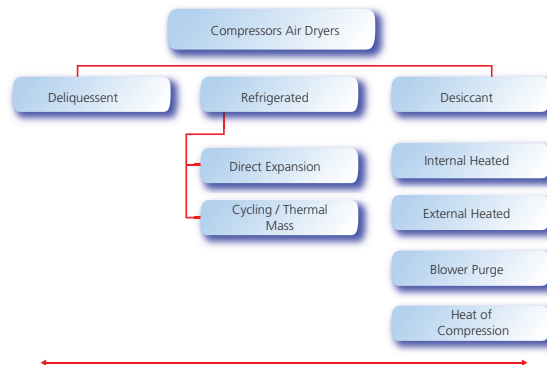 Compressors Air Dryers
Deliquescent
Refrigerated
Desiccant
Direct Expansion
Cycling / Thermal
Mass
Internal Heated
External Heated
Blower Purge
Heat of
Compression